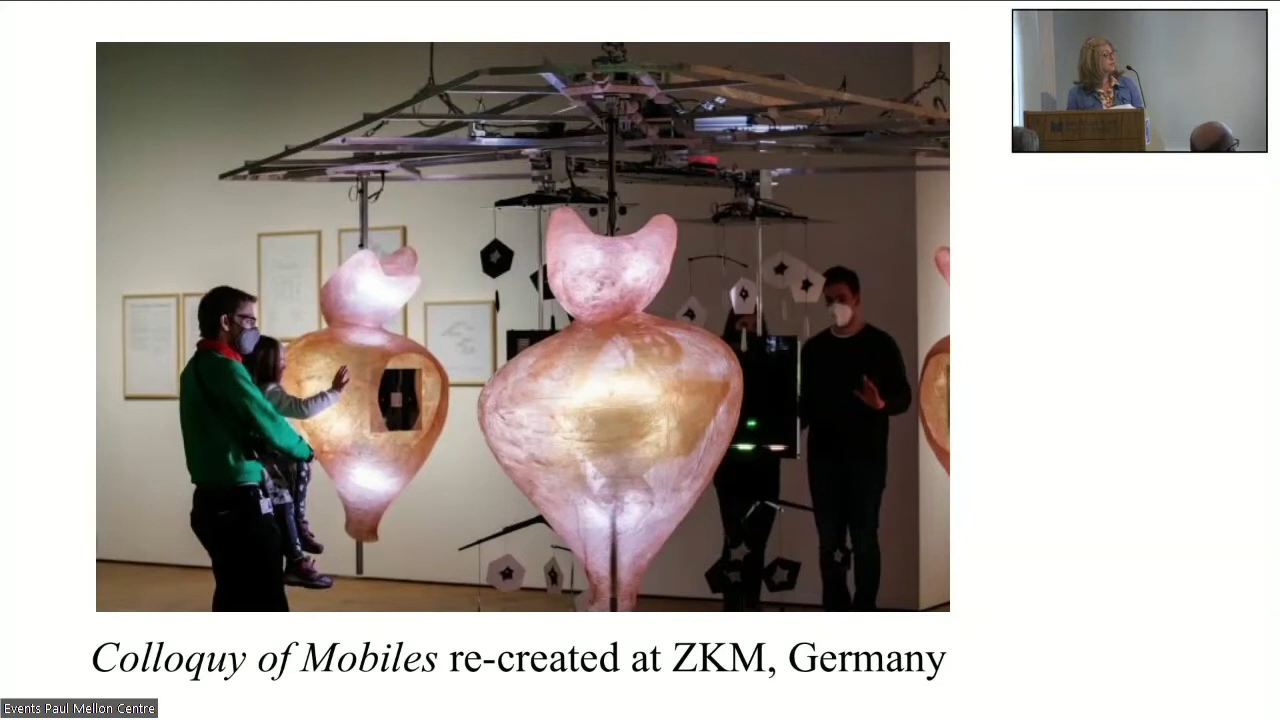 Colloquy of Mobiles re-created at ZKM, Germany
Events Paul Mellon Centre